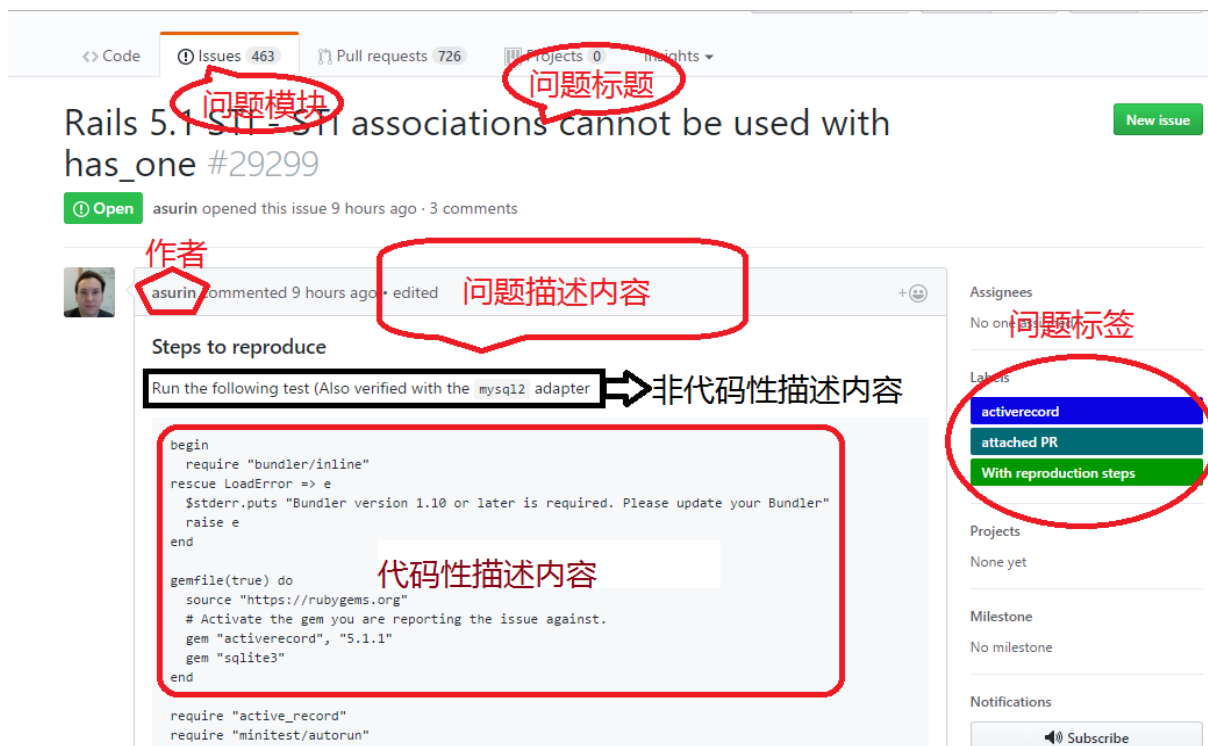 Code Issues 463 Pull requests 726 Projects 0 Insights
问题模块
问题标题
Rails 5.1 STI - STI associations cannot be used with
has_one #29299
New issue
Open asurin opened this issue 9 hours ago · 3 comments
作者
asurin commented 9 hours ago • edited
问题描述内容
Steps to reproduce
Run the following test (Also verified with the mysql2 adapter
非代码性描述内容
begin
require "bundler/inline"
rescue LoadError => e
$stderr.puts "Bundler version 1.10 or later is required. Please update your Bundler"
raise e
end
代码性描述内容
gemfile(true) do
source "https://rubygems.org"
# Activate the gem you are reporting the issue against.
gem "activerecord", "5.1.1"
gem "sqlite3"
end
require "active_record"
require "minitest/autorun"
Assignees
No one assigned
问题标签
Labels
activerecord
attached PR
With reproduction steps
Projects
None yet
Milestone
No milestone
Notifications
Subscribe